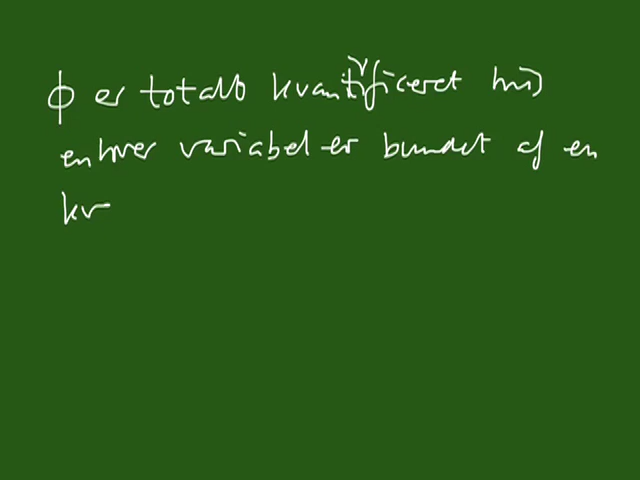 φ er totalt kvantificeret hvis
enhver variabel er bundet af en
kv